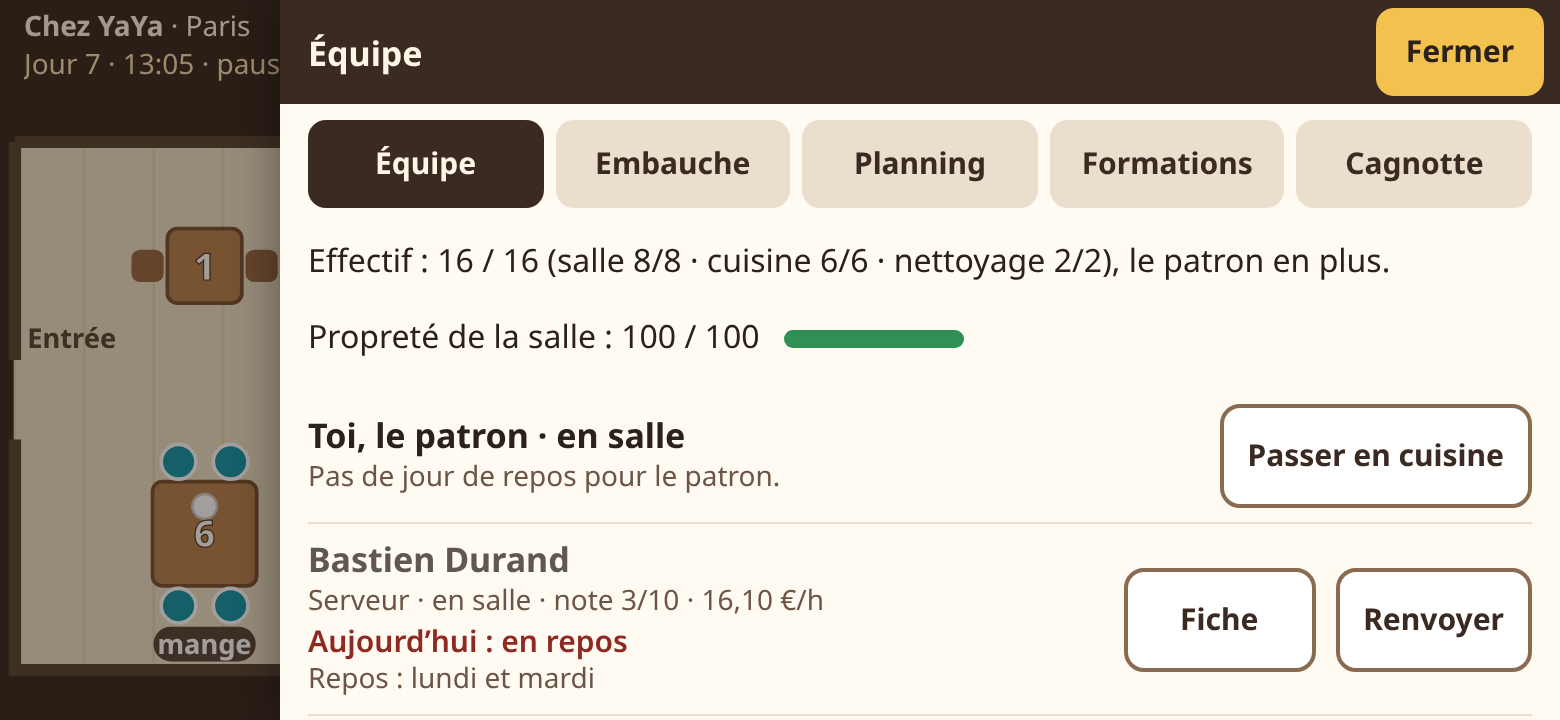 Chez YaYa · Paris
Jour 7 · 13:05 · paus
1
Entrée
6
mange
Équipe
Fermer
Équipe
Embauche
Planning
Formations
Cagnotte
Effectif : 16 / 16 (salle 8/8 · cuisine 6/6 · nettoyage 2/2), le patron en plus.
Propreté de la salle : 100 / 100
Toi, le patron · en salle
Pas de jour de repos pour le patron.
Passer en cuisine
Bastien Durand
Serveur · en salle · note 3/10 · 16,10 €/h
Aujourd’hui : en repos
Repos : lundi et mardi
Fiche
Renvoyer